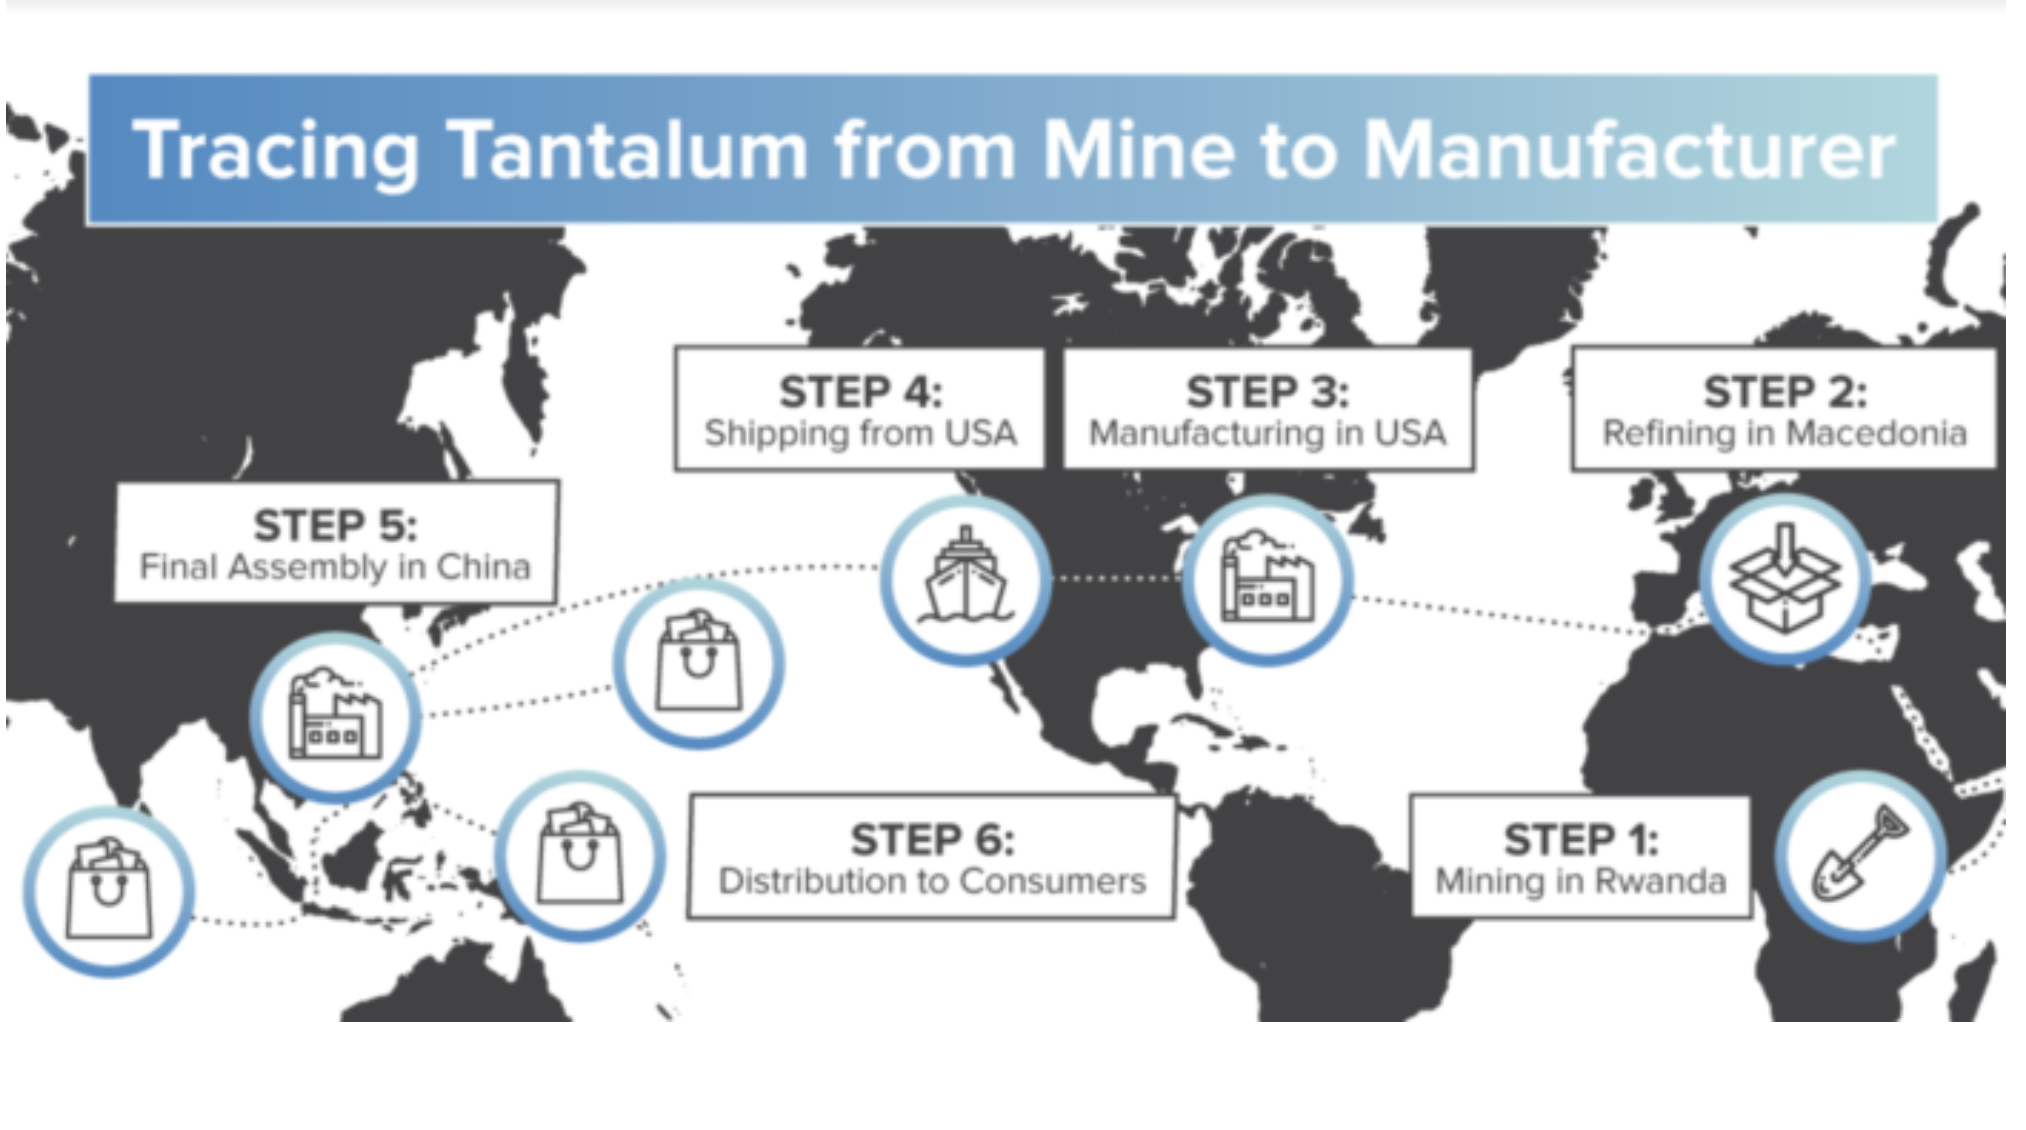 Tracing Tantalum from Mine to Manufacturer
STEP 4:
Shipping from USA
STEP 3:
Manufacturing in USA
STEP 2:
Refining in Macedonia
STEP 5:
Final Assembly in China
STEP 6:
Distribution to Consumers
STEP 1:
Mining in Rwanda